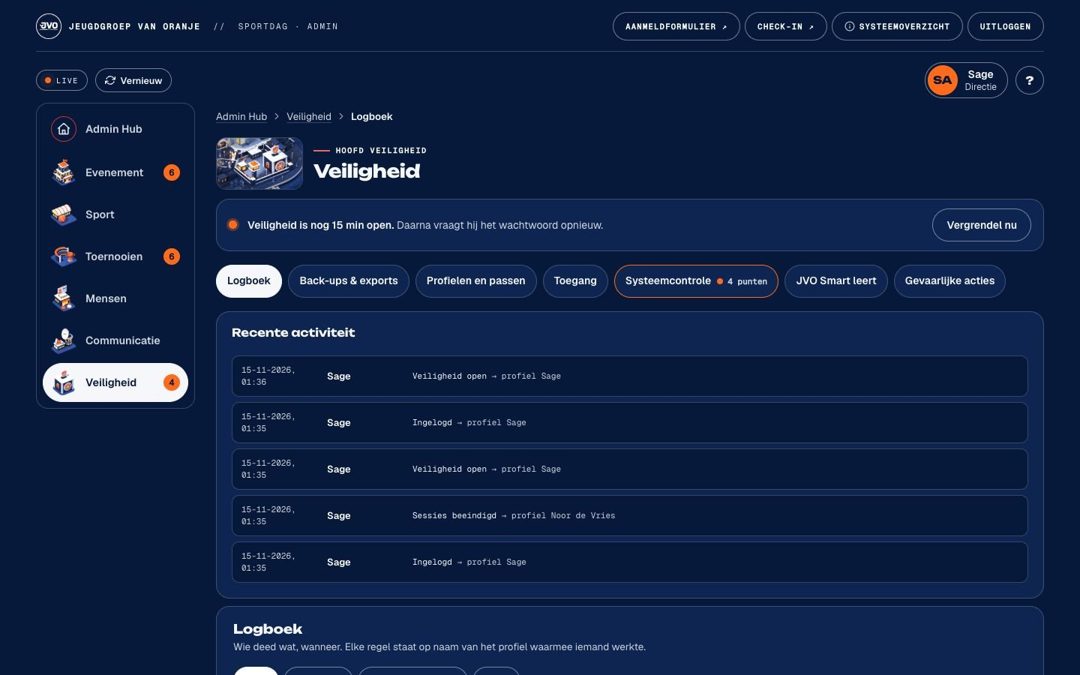 JVO JEUGDGROEP VAN ORANJE // SPORTDAG · ADMIN
AANMELDFORMULIER ↗
CHECK-IN ↗
SYSTEEMOVERZICHT
UITLOGGEN
LIVE
Vernieuw
SA
Sage
Directie
?
Admin Hub
Evenement 6
Sport
Toernooien 6
Mensen
Communicatie
Veiligheid 4
Admin Hub > Veiligheid > Logboek
HOOFD VEILIGHEID
Veiligheid
Veiligheid is nog 15 min open. Daarna vraagt hij het wachtwoord opnieuw.
Vergrendel nu
Logboek
Back-ups & exports
Profielen en passen
Toegang
Systeemcontrole 4 punten
JVO Smart leert
Gevaarlijke acties
Recente activiteit
15-11-2026,
01:36
Sage
Veiligheid open → profiel Sage
15-11-2026,
01:35
Sage
Ingelogd → profiel Sage
15-11-2026,
01:35
Sage
Veiligheid open → profiel Sage
15-11-2026,
01:35
Sage
Sessies beeindigd → profiel Noor de Vries
15-11-2026,
01:35
Sage
Ingelogd → profiel Sage
Logboek
Wie deed wat, wanneer. Elke regel staat op naam van het profiel waarmee iemand werkte.